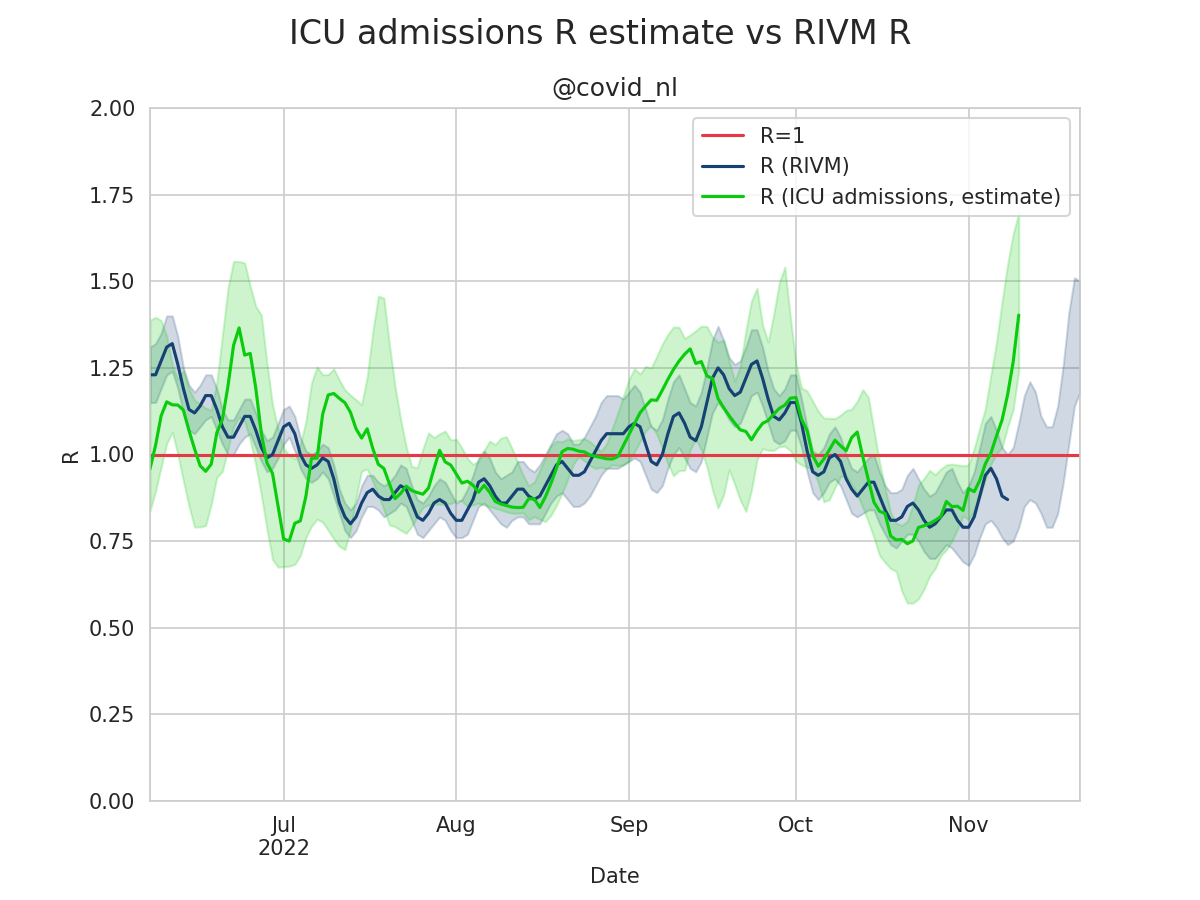 ICU admissions R estimate vs RIVM R
@covid_nl
2.00
1.75
1.50
1.25
1.00
0.75
0.50
0.25
0.00
R
R=1
R (RIVM)
R (ICU admissions, estimate)
Jul
2022
Aug
Sep
Oct
Nov
Date